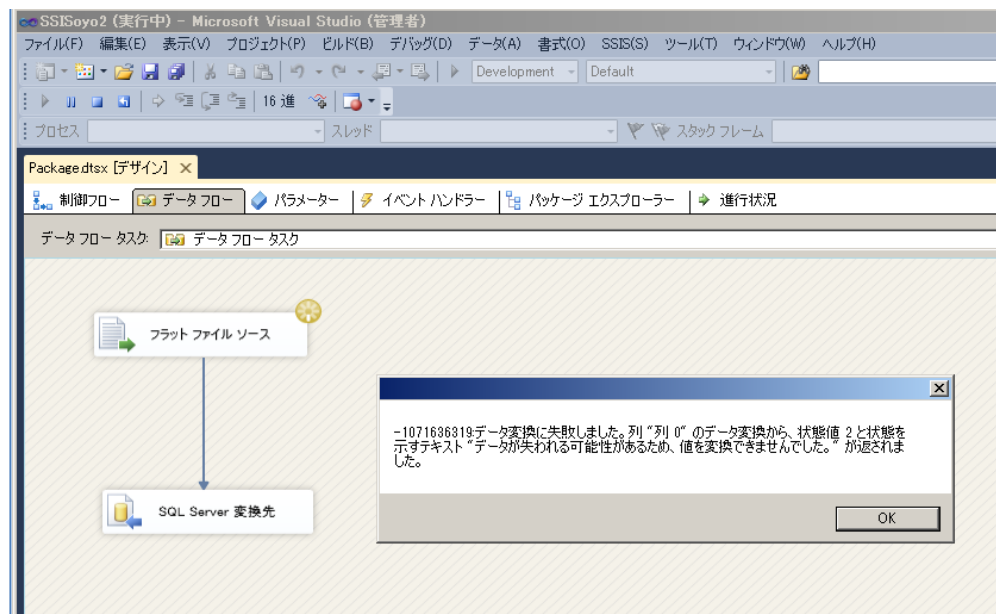 SSISoyo2 (実行中) - Microsoft Visual Studio (管理者)
ファイル(F) 編集(E) 表示(V) プロジェクト(P) ビルド(B) デバッグ(D) データ(A) 書式(O) SSIS(S) ツール(T) ウィンドウ(W) ヘルプ(H)
Development Default
16 進
プロセス スレッド スタック フレーム
Package.dtsx [デザイン]
制御フロー データ フロー パラメーター イベント ハンドラー パッケージ エクスプローラー 進行状況
データ フロー タスク: データ フロー タスク
フラット ファイル ソース
-1071636319:データ変換に失敗しました。列 "列 0" のデータ変換から、状態値 2 と状態を
示すテキスト "データが失われる可能性があるため、値を変換できませんでした。" が返されま
した。
SQL Server 変換先
OK